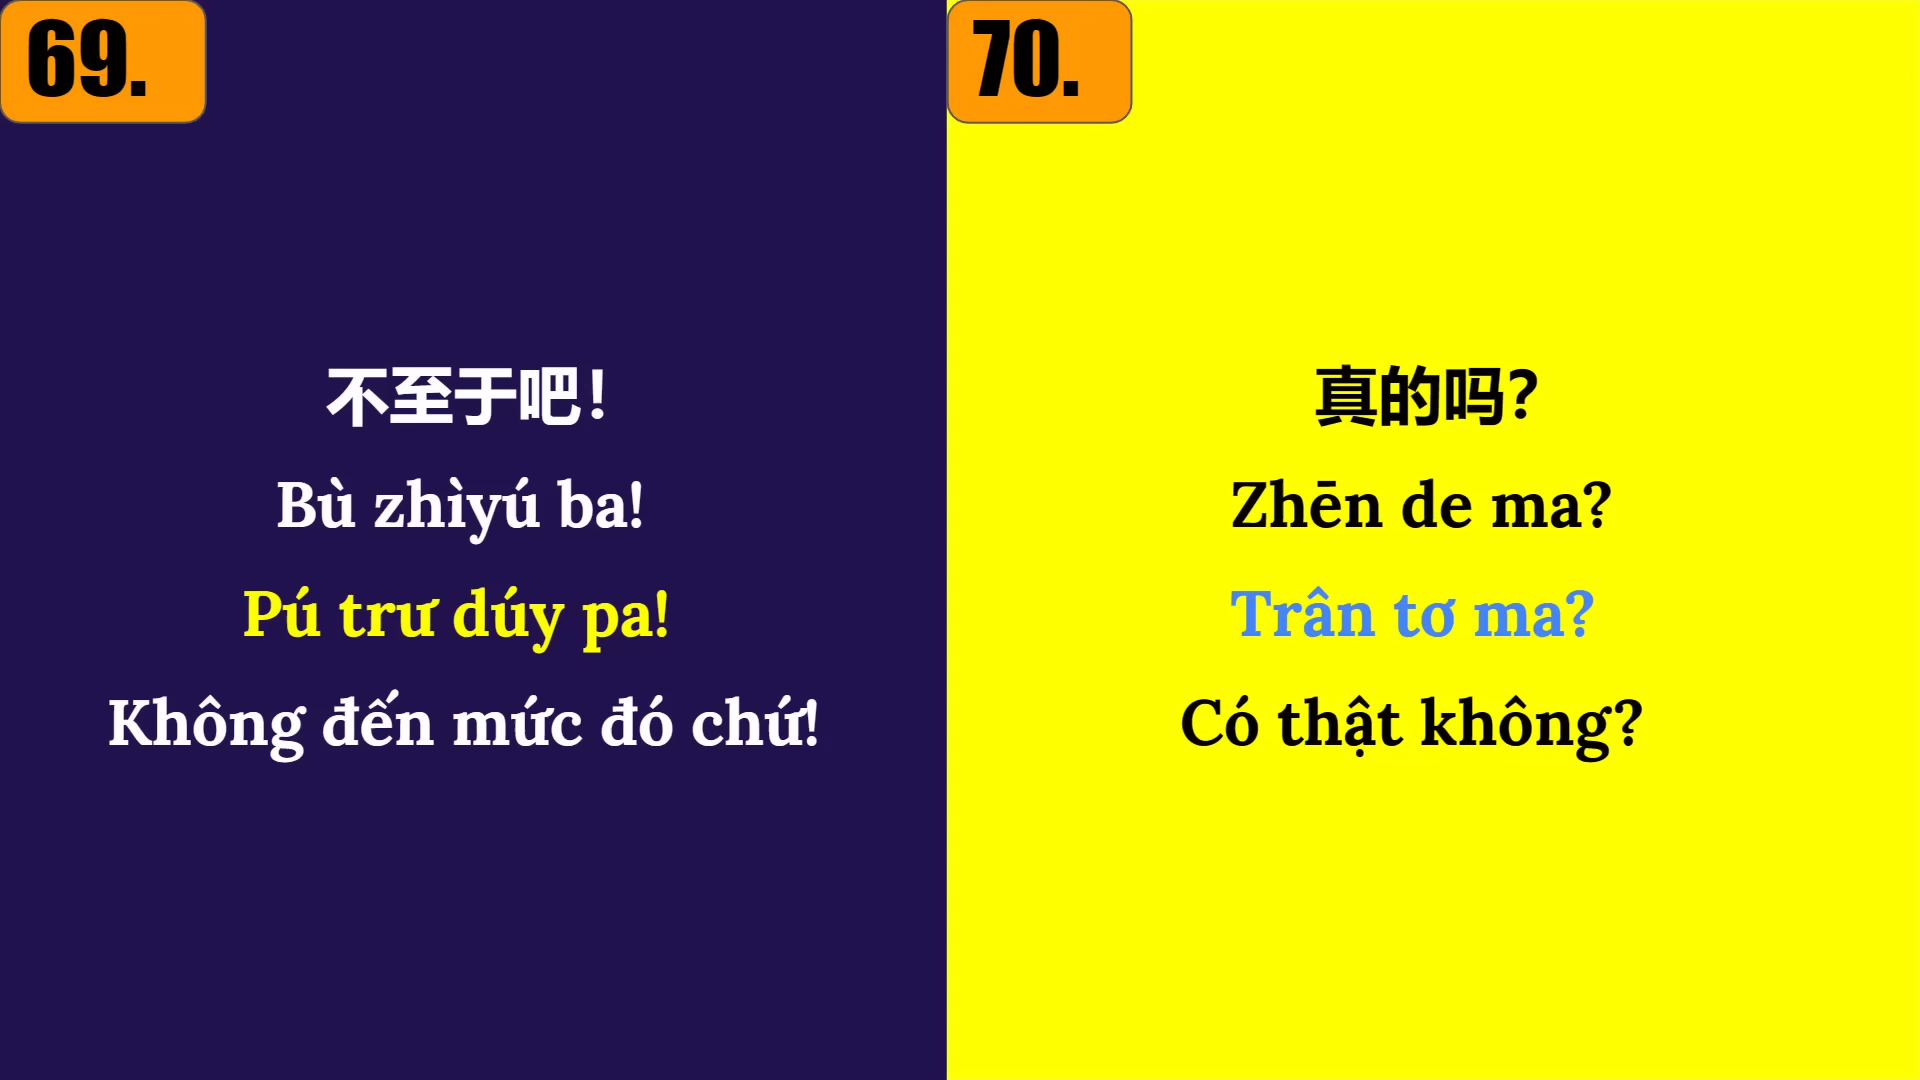 69.
不至于吧！
Bù zhìyú ba!
Pú trư dúy pa!
Không đến mức đó chứ!
70.
真的吗？
Zhēn de ma?
Trân tơ ma?
Có thật không?